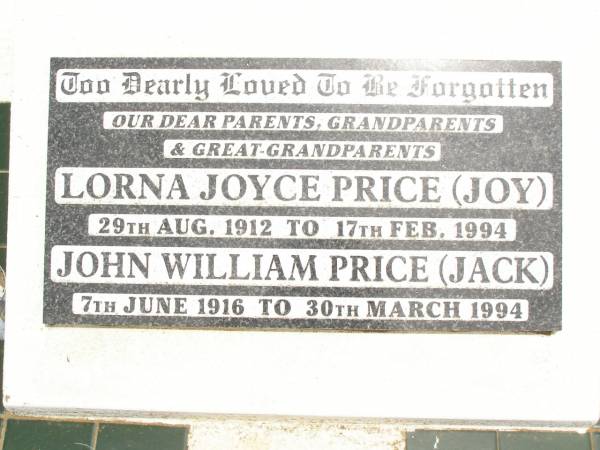 Too Dearly Loved To Be Forgotten
OUR DEAR PARENTS, GRANDPARENTS
& GREAT-GRANDPARENTS
LORNA JOYCE PRICE (JOY)
29TH AUG. 1912 TO 17TH FEB. 1994
JOHN WILLIAM PRICE (JACK)
7TH JUNE 1916 TO 30TH MARCH 1994